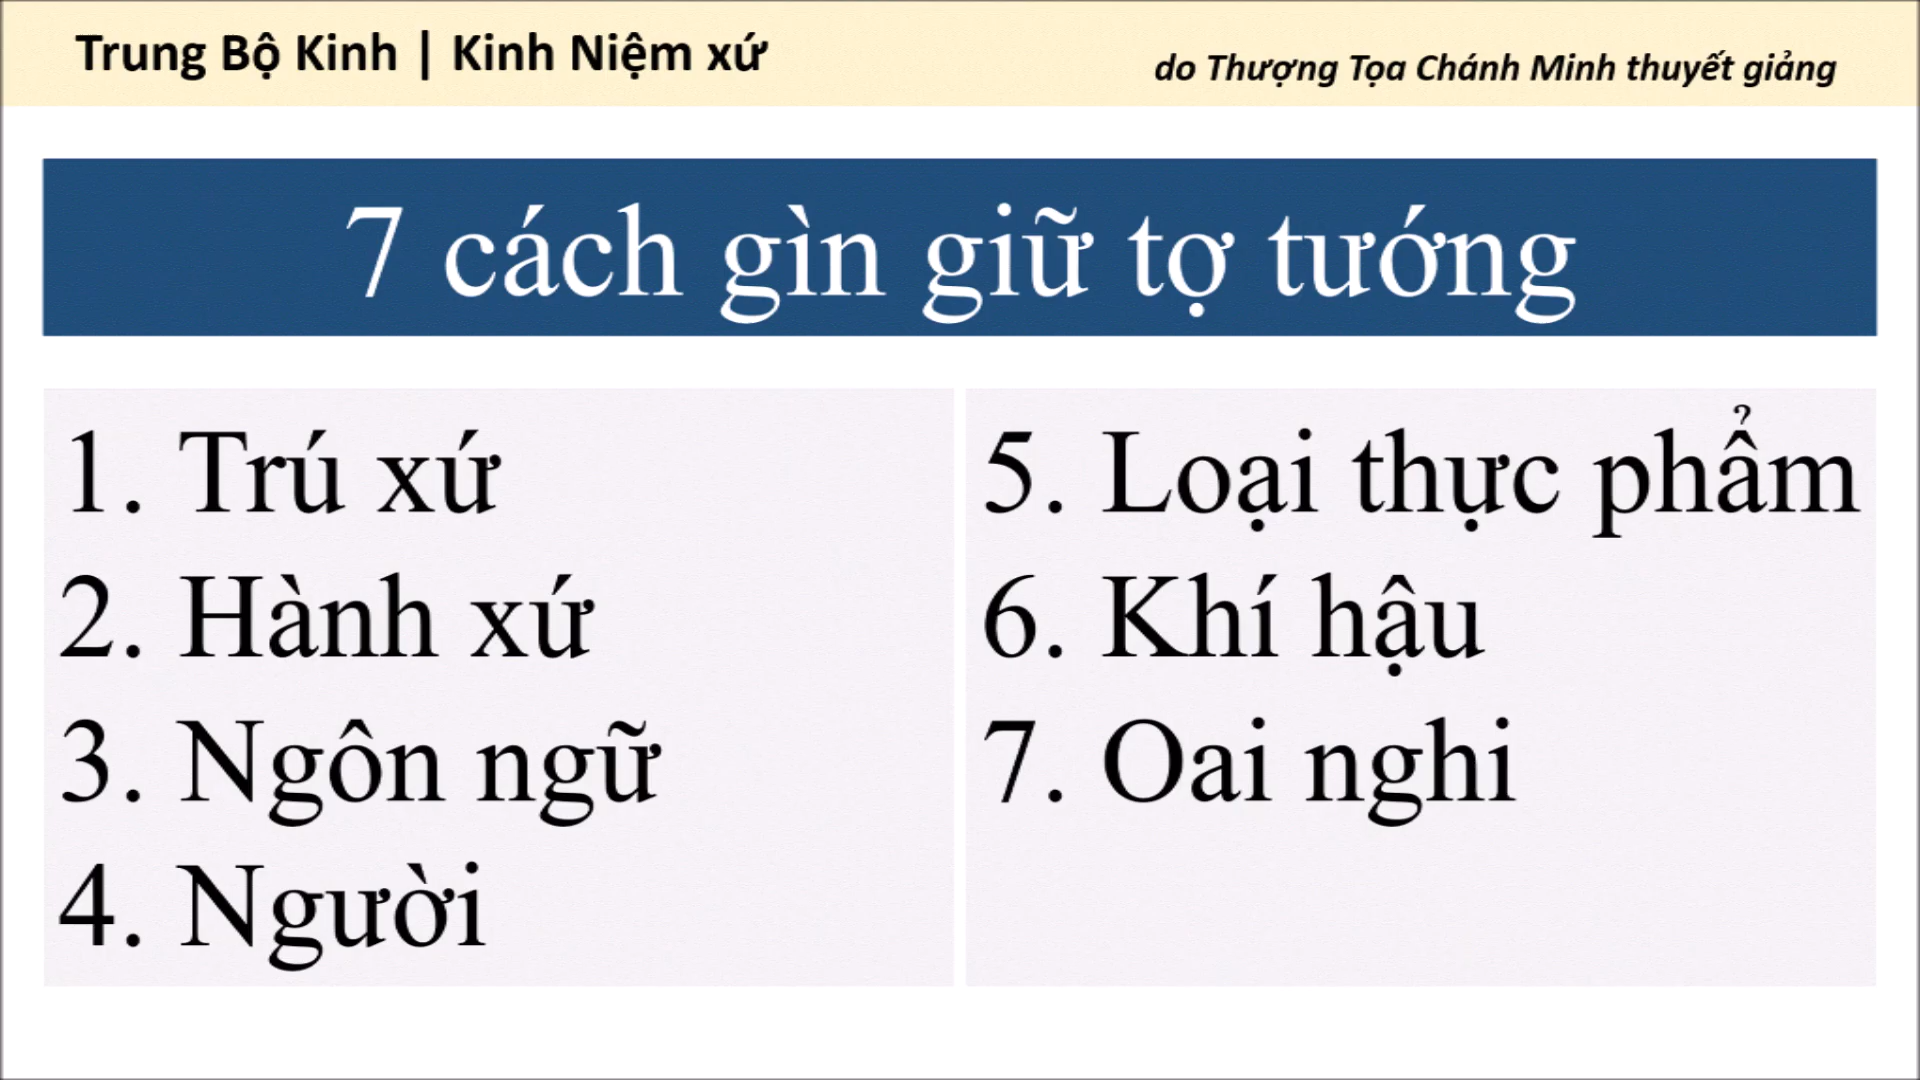 Trung Bộ Kinh | Kinh Niệm xứ
do Thượng Tọa Chánh Minh thuyết giảng
7 cách gìn giữ tợ tướng
1. Trú xứ
2. Hành xứ
3. Ngôn ngữ
4. Người
5. Loại thực phẩm
6. Khí hậu
7. Oai nghi